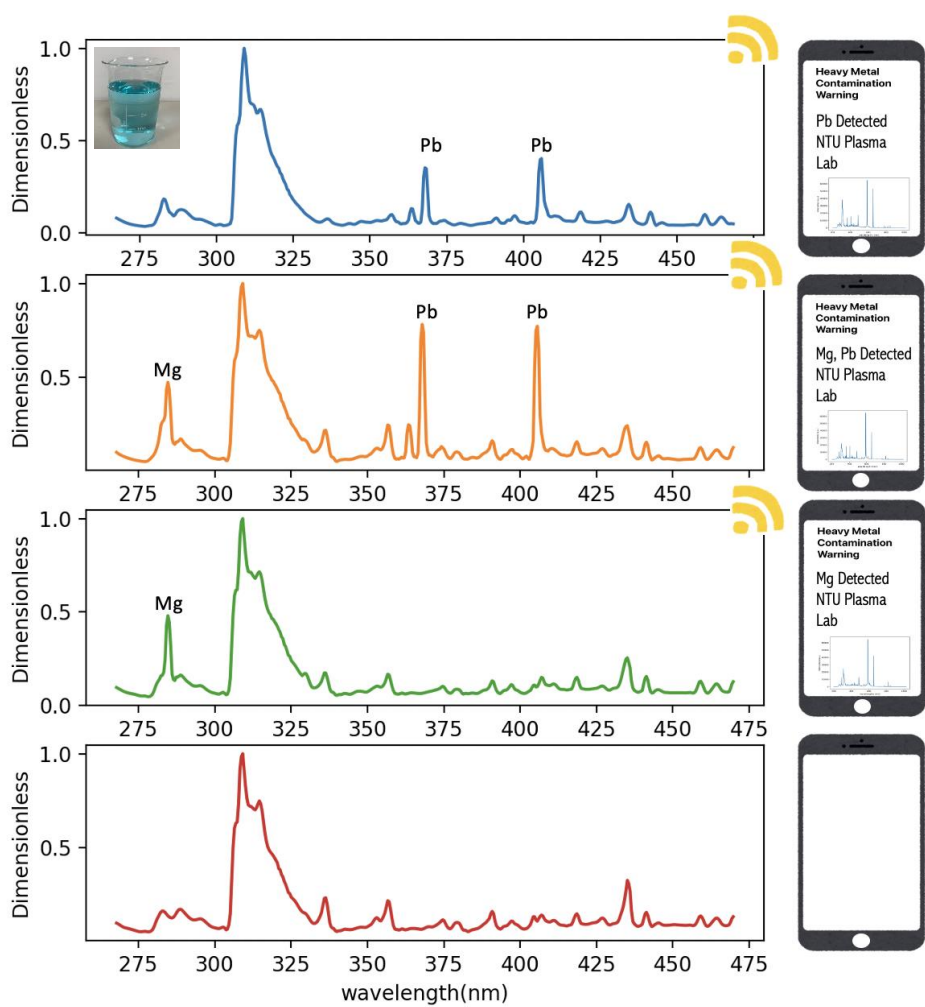 Dimensionless
1.0
0.5
0.0
Pb
Pb
275 300 325 350 375 400 425 450
Heavy Metal
Contamination
Warning
Pb Detected
NTU Plasma
Lab
Dimensionless
1.0
0.5
Mg
Pb
Pb
275 300 325 350 375 400 425 450 475
Heavy Metal
Contamination
Warning
Mg, Pb Detected
NTU Plasma
Lab
Dimensionless
1.0
0.5
0.0
Mg
275 300 325 350 375 400 425 450 475
Heavy Metal
Contamination
Warning
Mg Detected
NTU Plasma
Lab
Dimensionless
1.0
0.5
275 300 325 350 375 400 425 450 475
wavelength(nm)